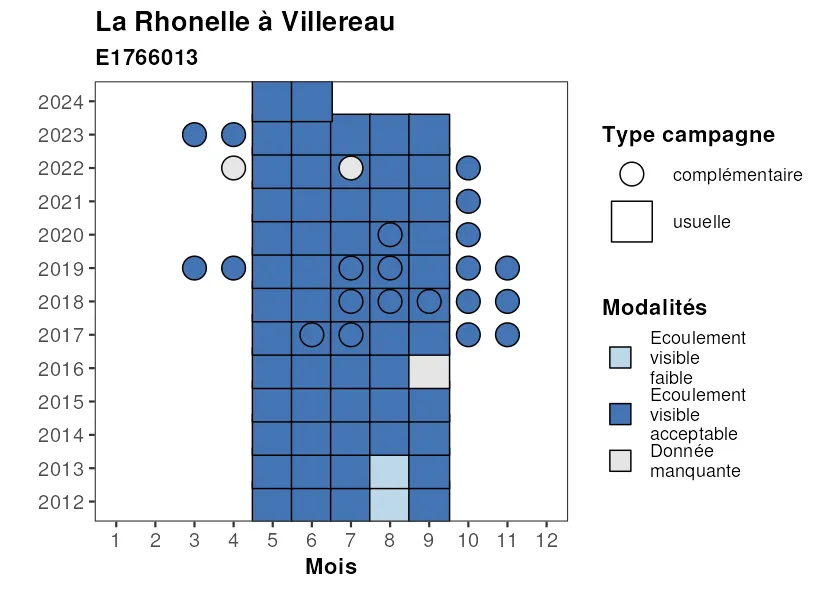 La Rhonelle à Villereau
E1766013
2024
2023
2022
2021
2020
2019
2018
2017
2016
2015
2014
2013
2012
1 2 3 4 5 6 7 8 9 10 11 12
Mois
Type campagne
complémentaire
usuelle
Modalités
Ecoulement
visible
faible
Ecoulement
visible
acceptable
Donnée
manquante